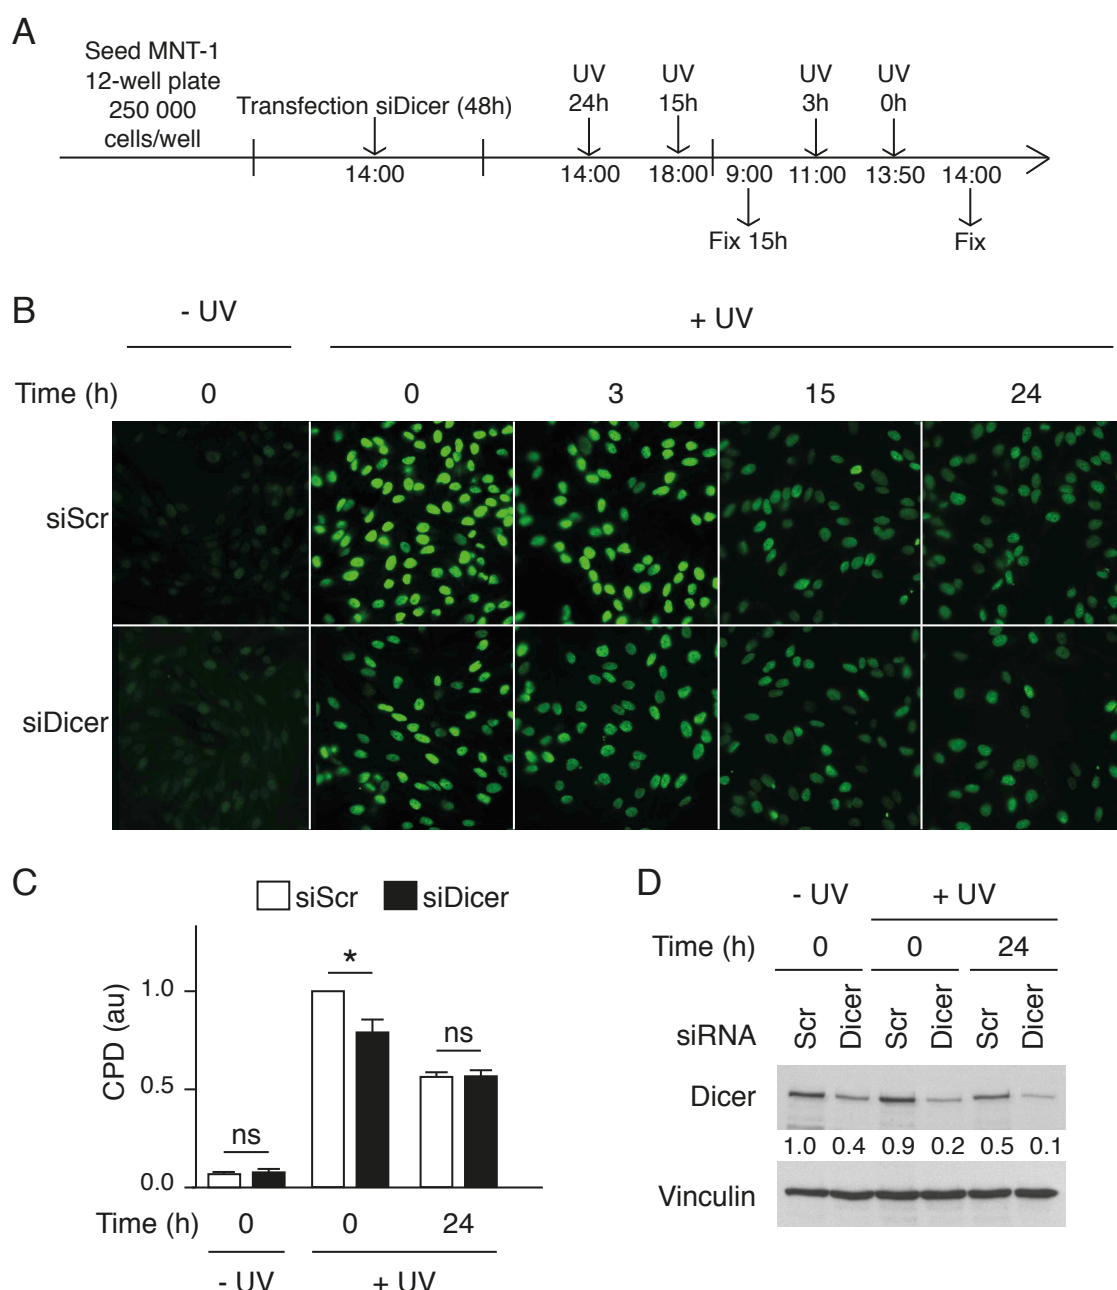 A
Seed MNT-1
12-well plate
250 000
cells/well
Transfection siDicer (48h)
UV
24h
UV
15h
UV
3h
UV
0h
14:00
14:00
18:00
9:00
11:00
13:50
14:00
Fix 15h
Fix
B
- UV
+ UV
Time (h)
0
0
3
15
24
siScr
siDicer
C
siScr
siDicer
CPD (au)
1.0
0.5
0.0
ns
*
ns
Time (h)
0
0
24
- UV
+ UV
D
- UV
+ UV
Time (h)
0
0
24
siRNA
Scr
Dicer
Scr
Dicer
Scr
Dicer
Dicer
1.0 0.4 0.9 0.2 0.5 0.1
Vinculin